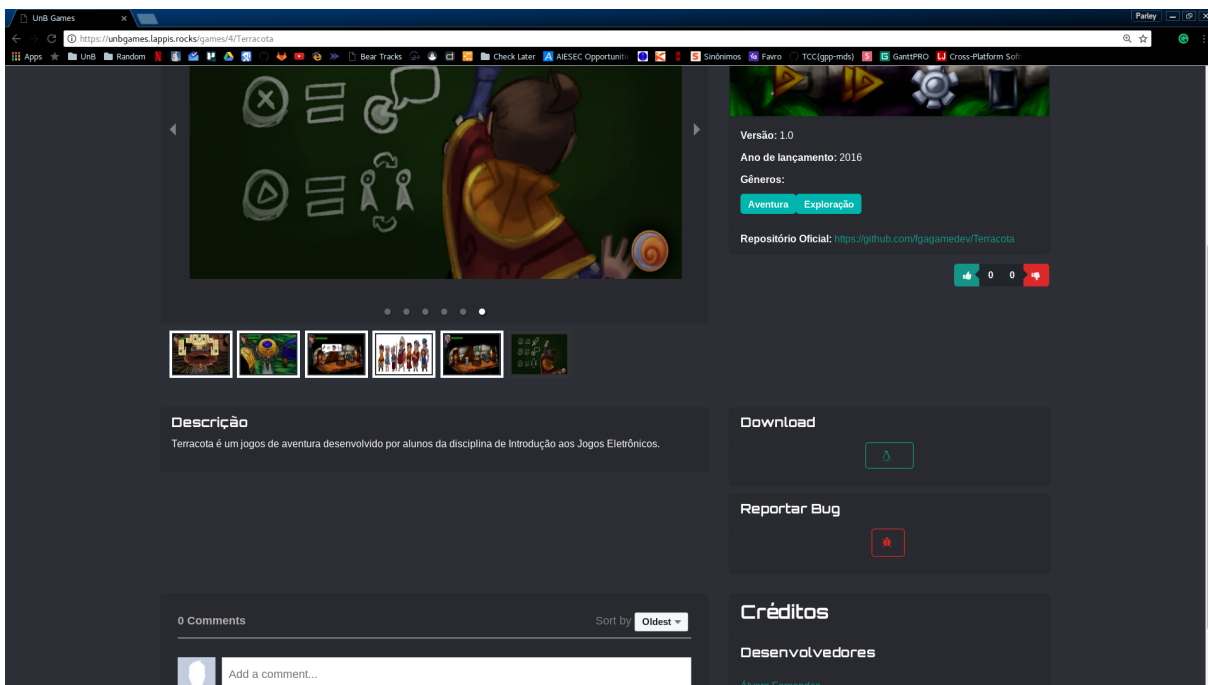 UnB Games
Parley
https://unbgames.lappis.rocks/games/4/Terracota
Apps
UnB
Random
Bear Tracks
Check Later
AIESEC Opportuniti
Sinônimos
Favro
TCC(gpp-mds)
GanttPRO
Cross-Platform Soft
Versão: 1.0
Ano de lançamento: 2016
Gêneros:
Aventura Exploração
Repositório Oficial: https://github.com/fgagamedev/Terracota
0 0
Descrição
Terracota é um jogos de aventura desenvolvido por alunos da disciplina de Introdução aos Jogos Eletrônicos.
Download
Reportar Bug
0 Comments
Sort by Oldest
Add a comment...
Créditos
Desenvolvedores
Álvaro Fernandes